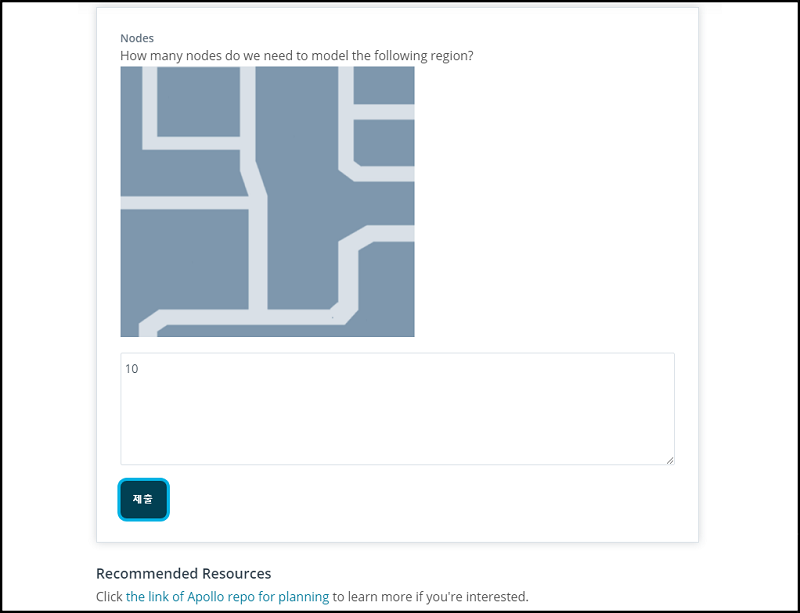 Nodes
How many nodes do we need to model the following region?
10
제출
Recommended Resources
Click the link of Apollo repo for planning to learn more if you're interested.